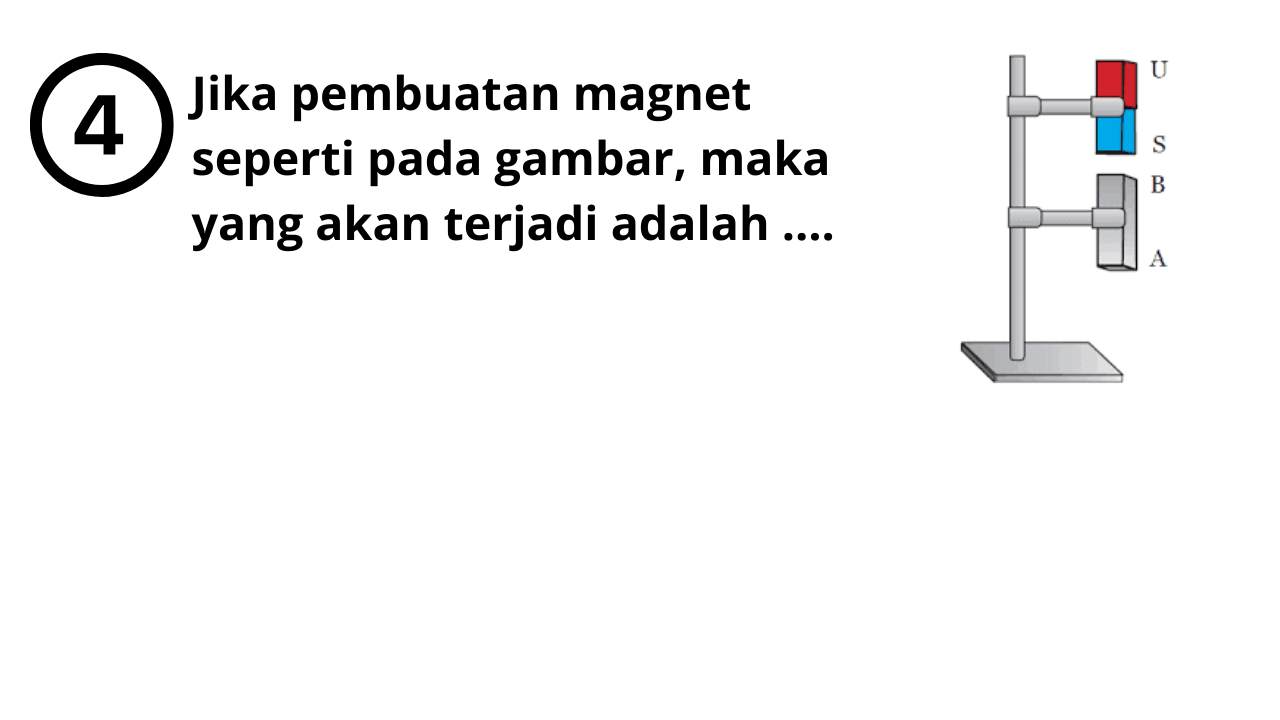 4
Jika pembuatan magnet
seperti pada gambar, maka
yang akan terjadi adalah ....
U
S
B
A